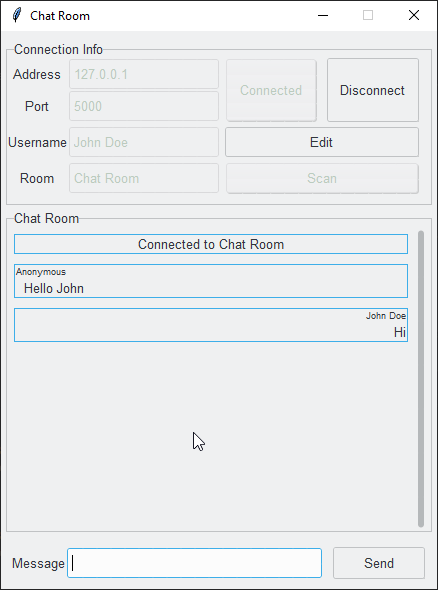 Chat Room
Connection Info
Address 127.0.0.1 Connected Disconnect
Port 5000
Username John Doe Edit
Room Chat Room Scan
Chat Room
Connected to Chat Room
Anonymous
Hello John
John Doe
Hi
Message Send